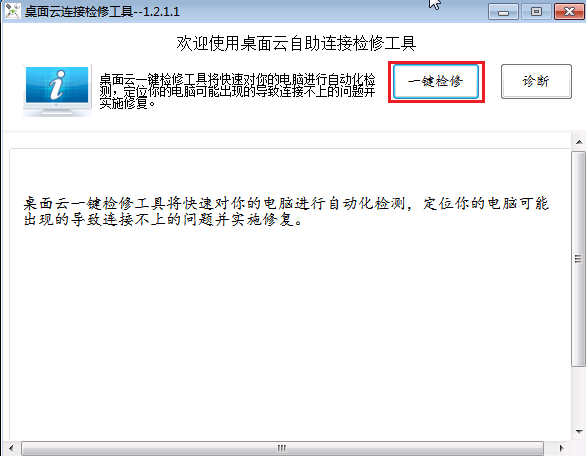 桌面云连接检修工具--1.2.1.1
欢迎使用桌面云自助连接检修工具
桌面云一键检修工具将快速对你的电脑进行自动化检
测，定位你的电脑可能出现的导致连接不上的问题并
实施修复。
一键检修
诊断
桌面云一键检修工具将快速对你的电脑进行自动化检测，定位你的电脑可能
出现的导致连接不上的问题并实施修复。